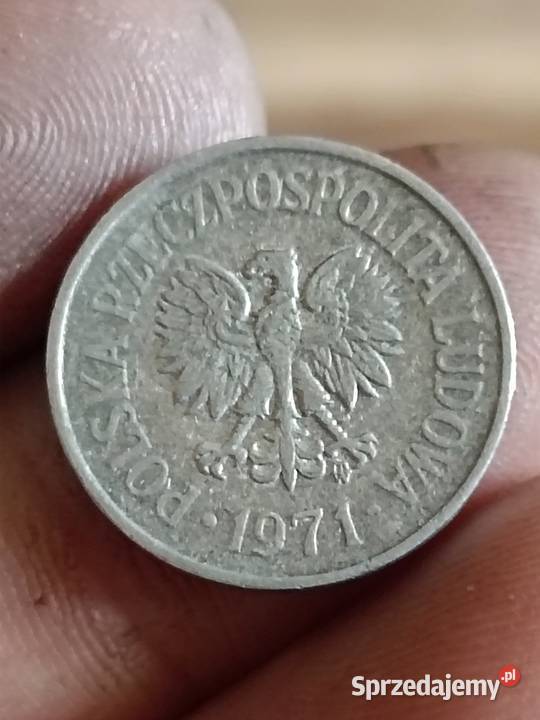 POLSKA RZECZPOSPOLITA LUDOWA
· 1971 ·
Sprzedajemy.pl